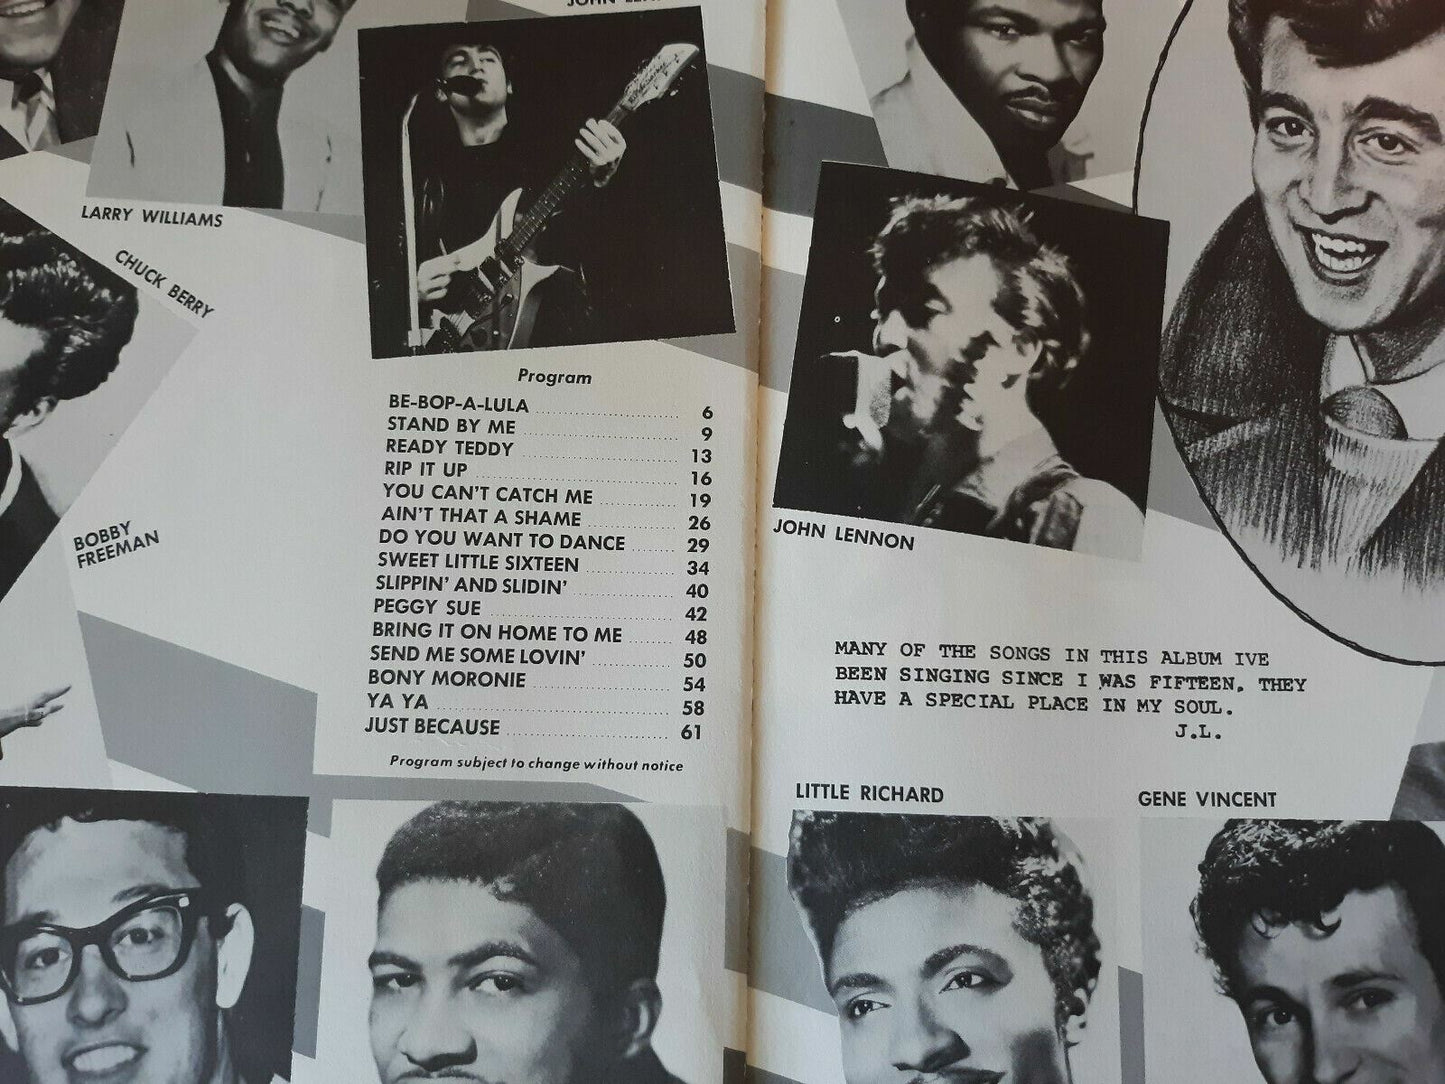 LARRY WILLIAMS
CHUCK BERRY
BOBBY
FREEMAN
Program
BE-BOP-A-LULA 6
STAND BY ME 9
READY TEDDY 13
RIP IT UP 16
YOU CAN'T CATCH ME 19
AIN'T THAT A SHAME 26
DO YOU WANT TO DANCE 29
SWEET LITTLE SIXTEEN 34
SLIPPIN' AND SLIDIN' 40
PEGGY SUE 42
BRING IT ON HOME TO ME 48
SEND ME SOME LOVIN' 50
BONY MORONIE 54
YA YA 58
JUST BECAUSE 61
Program subject to change without notice
JOHN LENNON
MANY OF THE SONGS IN THIS ALBUM IVE
BEEN SINGING SINCE I WAS FIFTEEN. THEY
HAVE A SPECIAL PLACE IN MY SOUL.
J.L.
LITTLE RICHARD
GENE VINCENT